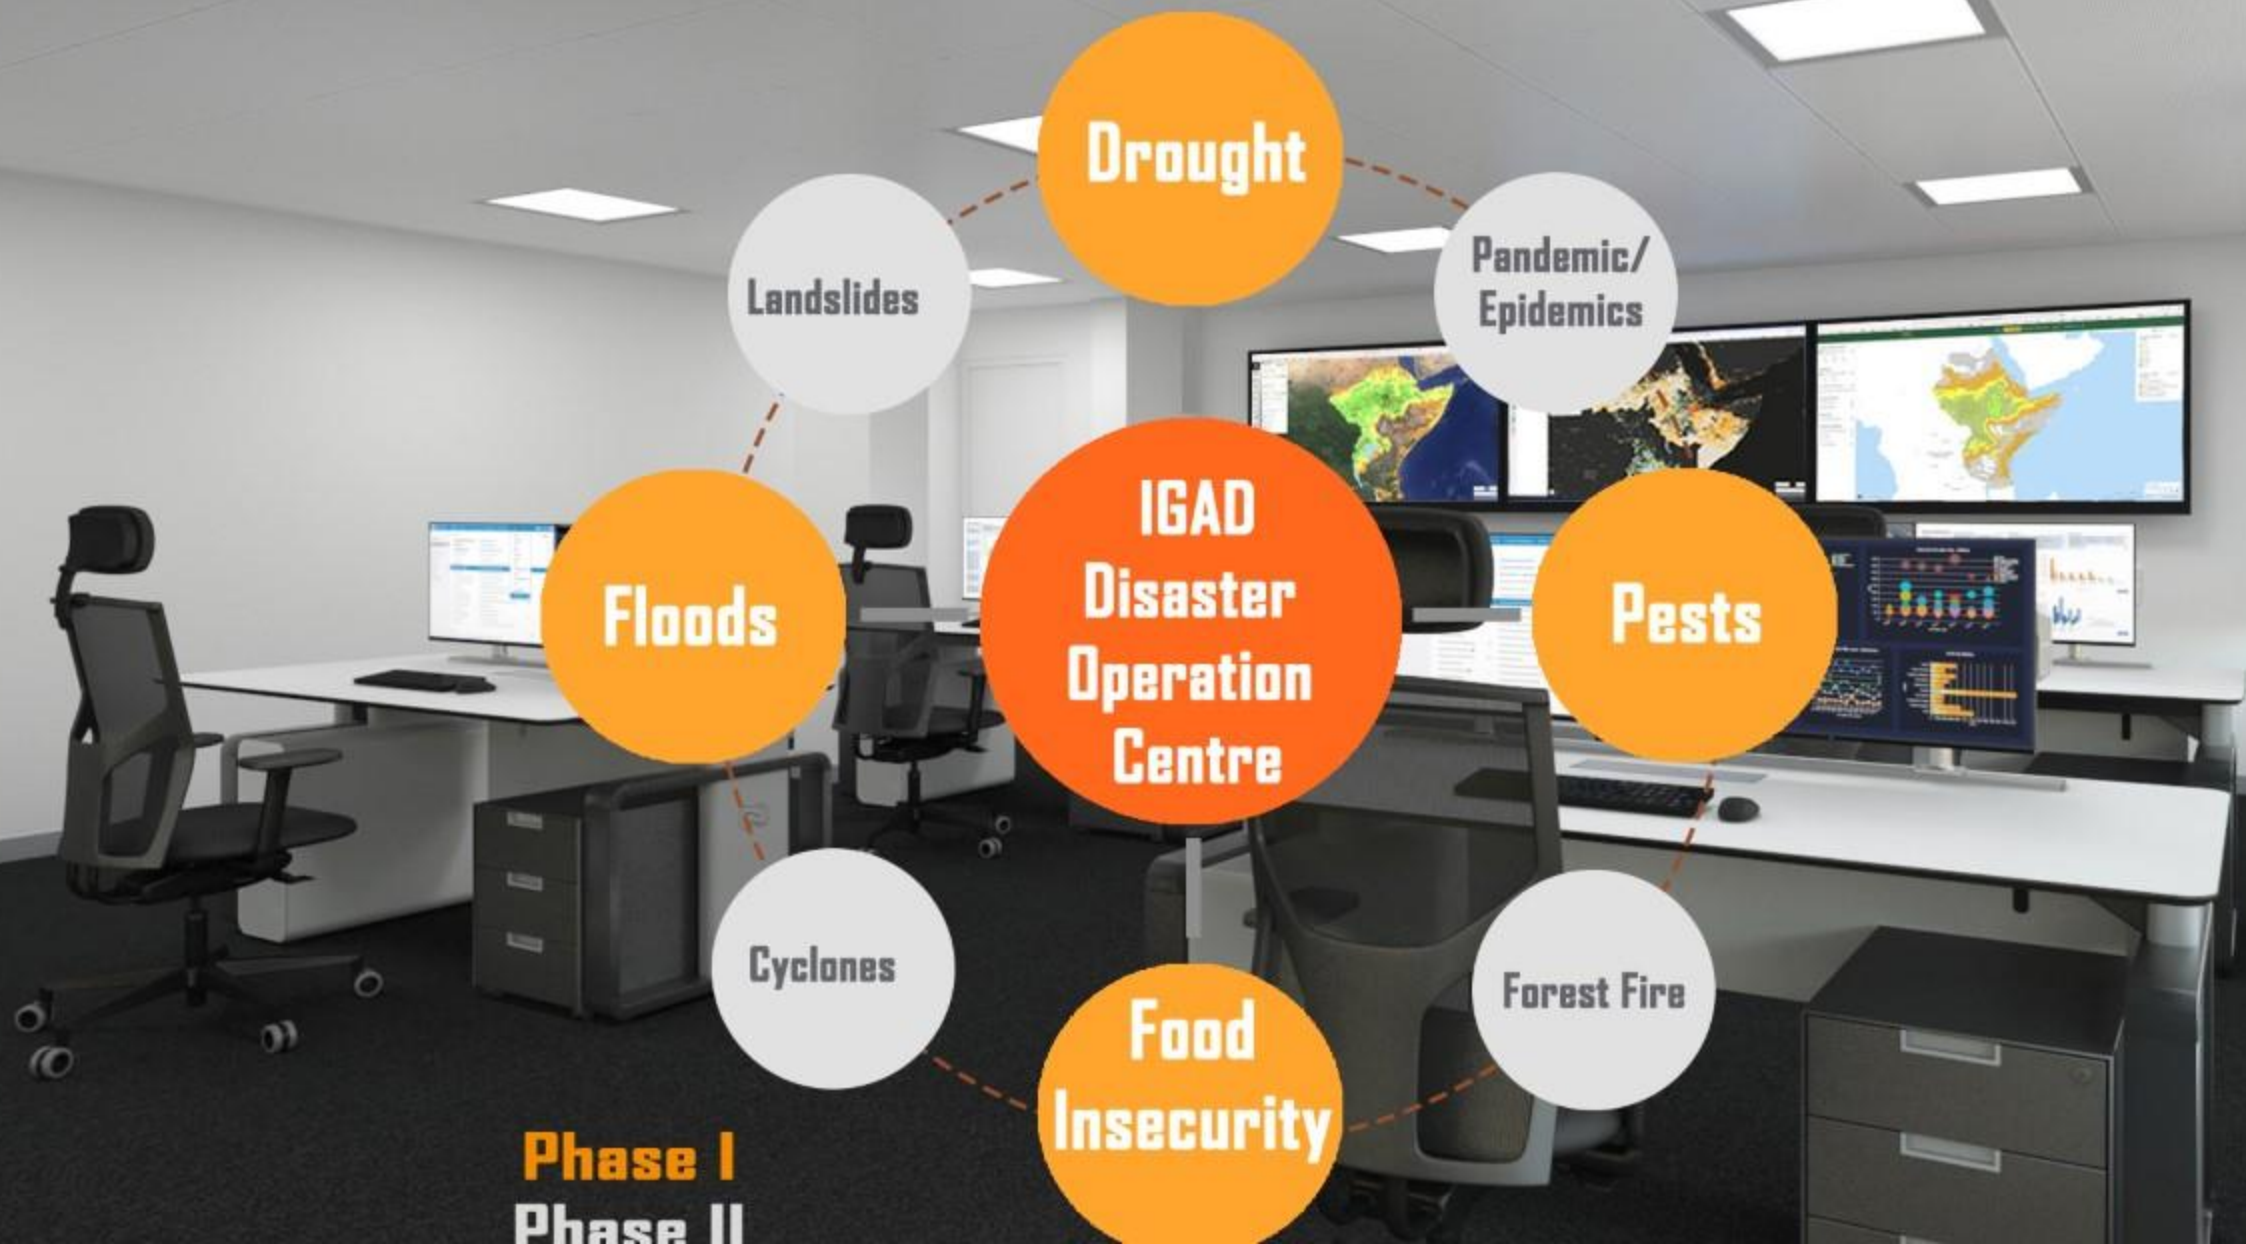 Drought
Landslides
Pandemic/
Epidemics
Floods
IGAD
Disaster
Operation
Centre
Pests
Cyclones
Forest Fire
Food
Insecurity
Phase I
Phase II